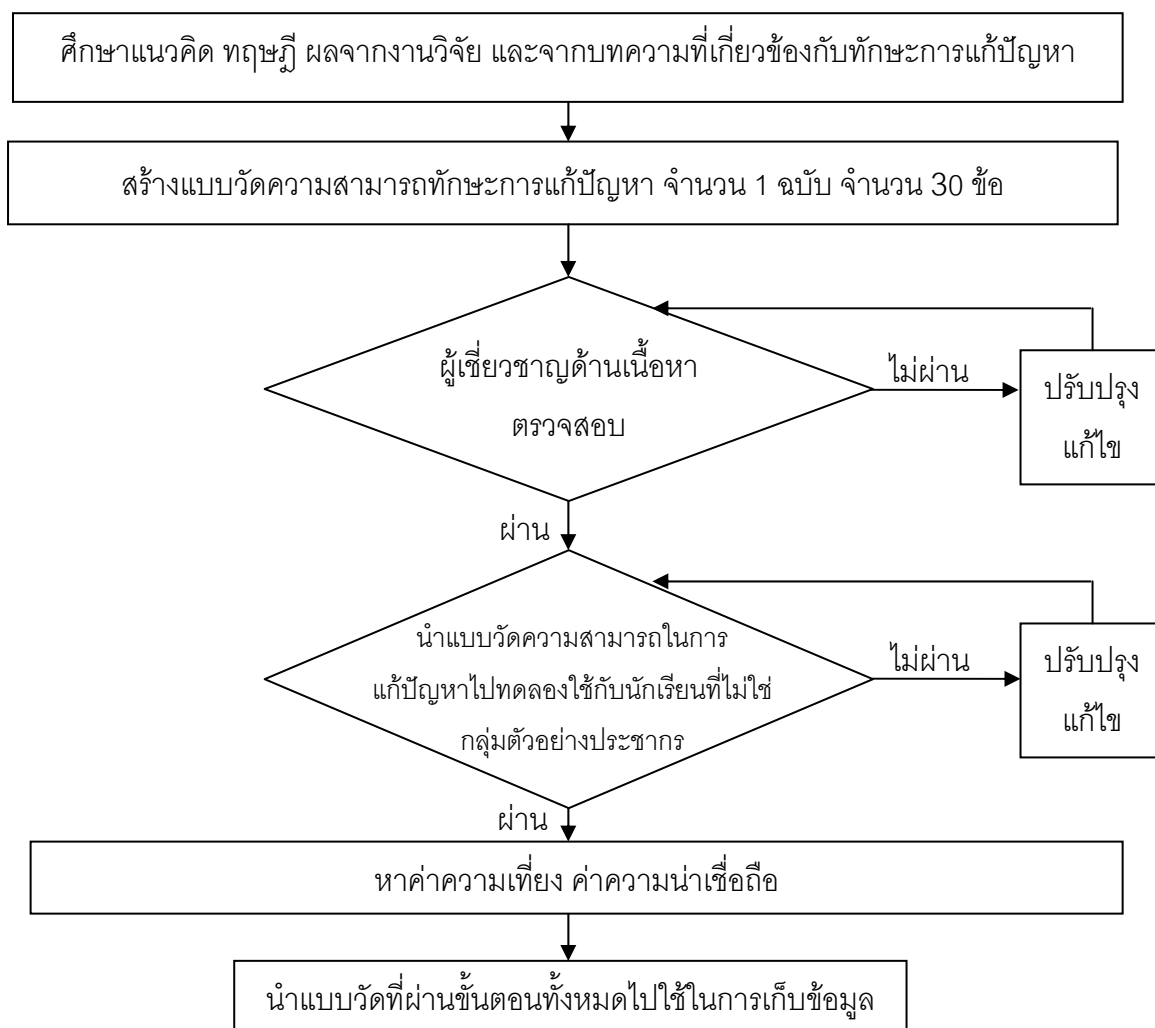 ศึกษาแนวคิด ทฤษฎี ผลจากงานวิจัย และจากบทความที่เกี่ยวข้องกับทักษะการแก้ปัญหา
สร้างแบบวัดความสามารถทักษะการแก้ปัญหา จำนวน 1 ฉบับ จำนวน 30 ข้อ
ผู้เชี่ยวชาญด้านเนื้อหา
ตรวจสอบ
ไม่ผ่าน
ปรับปรุง
แก้ไข
ผ่าน
นำแบบวัดความสามารถในการ
แก้ปัญหาไปทดลองใช้กับนักเรียนที่ไม่ใช่
กลุ่มตัวอย่างประชากร
ไม่ผ่าน
ปรับปรุง
แก้ไข
ผ่าน
หาค่าความเที่ยง ค่าความน่าเชื่อถือ
นำแบบวัดที่ผ่านขั้นตอนทั้งหมดไปใช้ในการเก็บข้อมูล